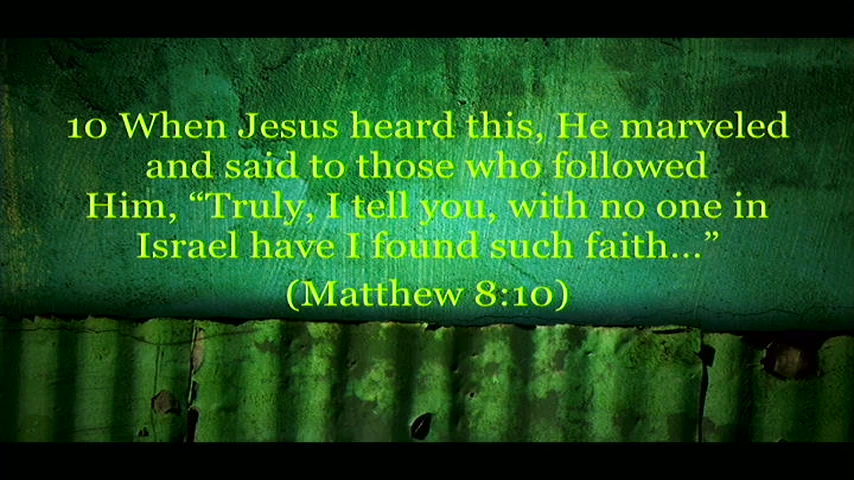 10 When Jesus heard this, He marveled
and said to those who followed
Him, “Truly, I tell you, with no one in
Israel have I found such faith...”
(Matthew 8:10)